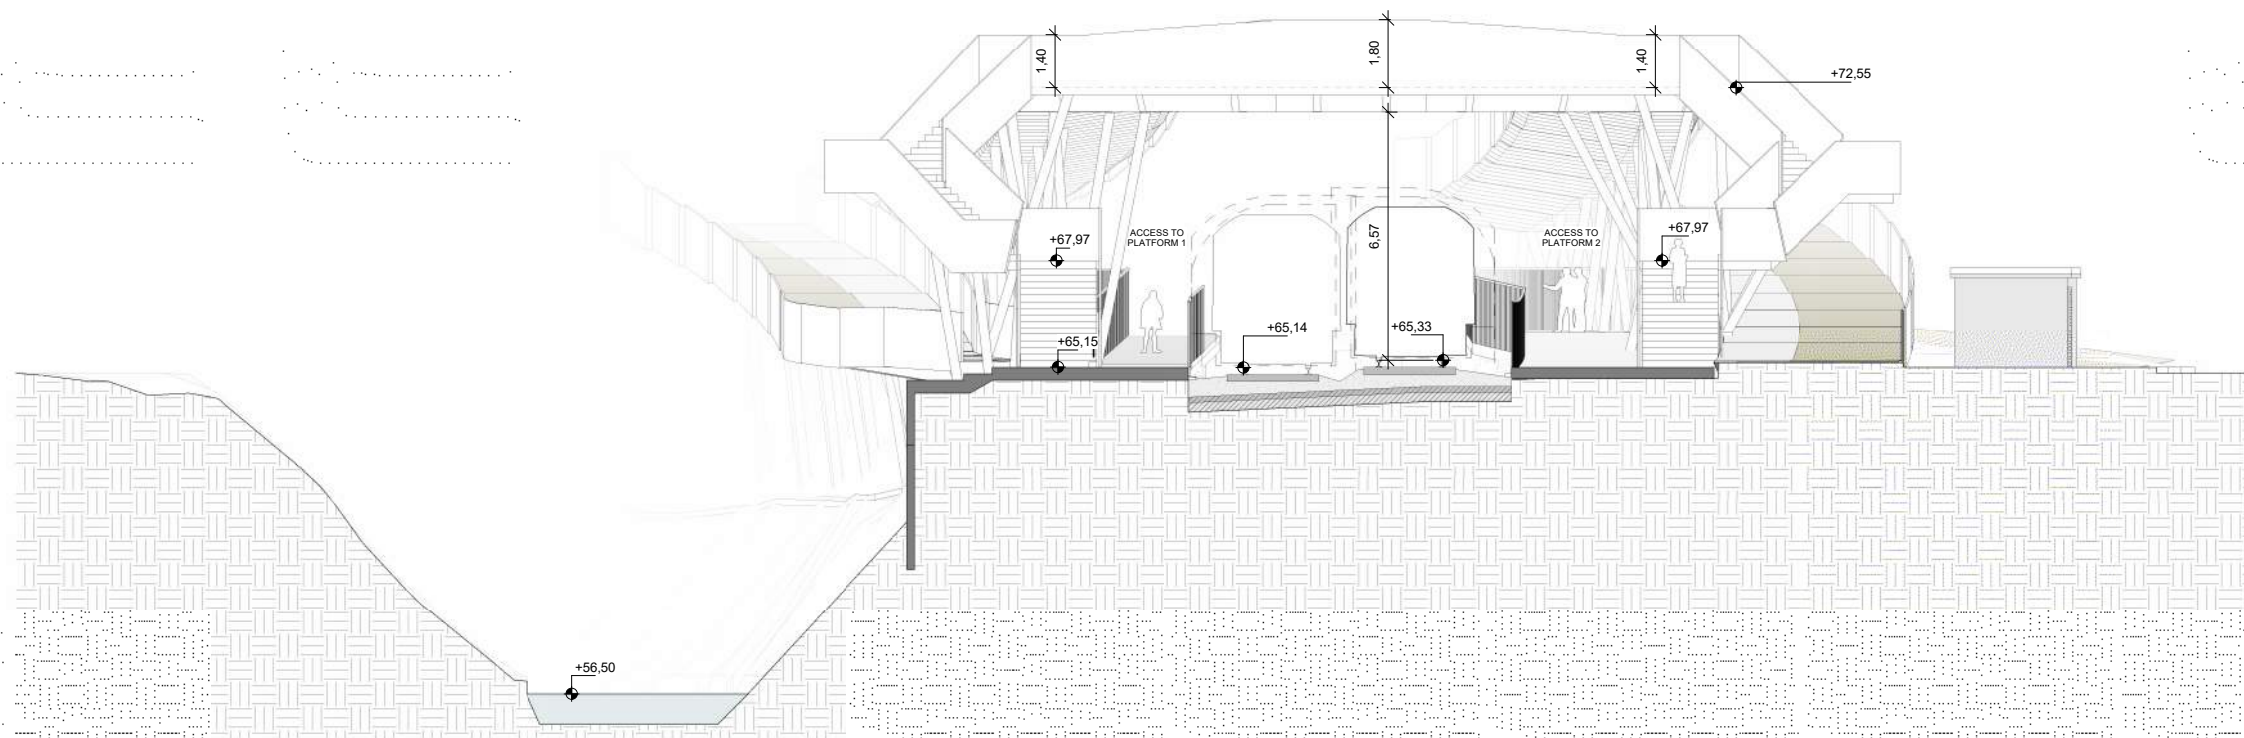 1,40
1,80
1,40
+72,55
+67,97
ACCESS TO
PLATFORM 1
6,57
ACCESS TO
PLATFORM 2
+67,97
+65,15
+65,14
+65,33
+56,50